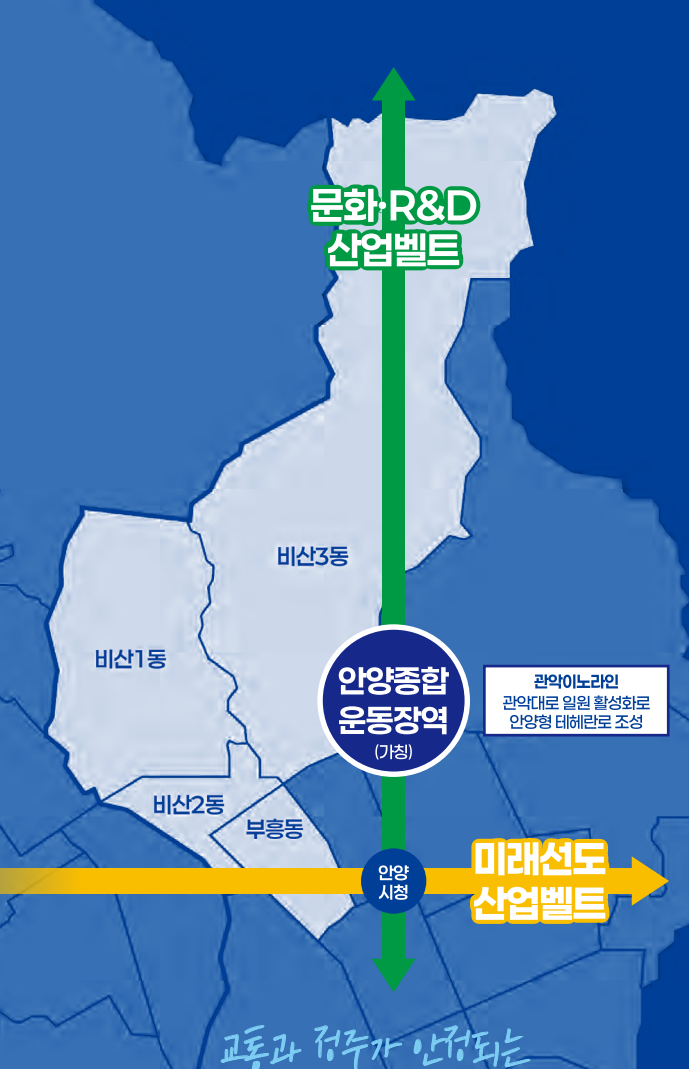 문화·R&D
산업벨트
비산3동
비산1동
안양종합
운동장역
(가칭)
관악이노라인
관악대로 일원 활성화로
안양형 테헤란로 조성
비산2동
부흥동
미래선도
산업벨트
안양
시청
교통과 정주가 안정되는